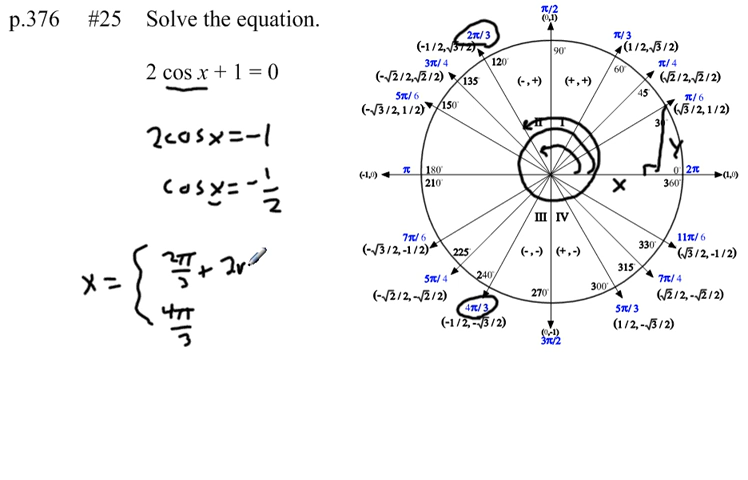 p.376 #25 Solve the equation.
2 cos x + 1 = 0
2cosx=-1
cosx=-1/2
x= { 2π/3 + 2
4π/3
π/2
(0,1)
2π/3
(-1/2,√3/2)
π/3
(1/2,√3/2)
90°
120°
60°
3π/4
(-√2/2,√2/2)
135°
π/4
(√2/2,√2/2)
45°
(-,+) (+,+)
5π/6
(-√3/2,1/2)
150°
π/6
(√3/2,1/2)
30°
II I
y
(-1,0) π 180°
0° 2π (1,0)
210°
x
360°
III IV
7π/6
(-√3/2,-1/2)
(-,-) (+,-)
330°
11π/6
(√3/2,-1/2)
225°
315°
5π/4
(-√2/2,-√2/2)
7π/4
(√2/2,-√2/2)
240°
270°
300°
4π/3
(-1/2,-√3/2)
5π/3
(1/2,-√3/2)
(0,-1)
3π/2